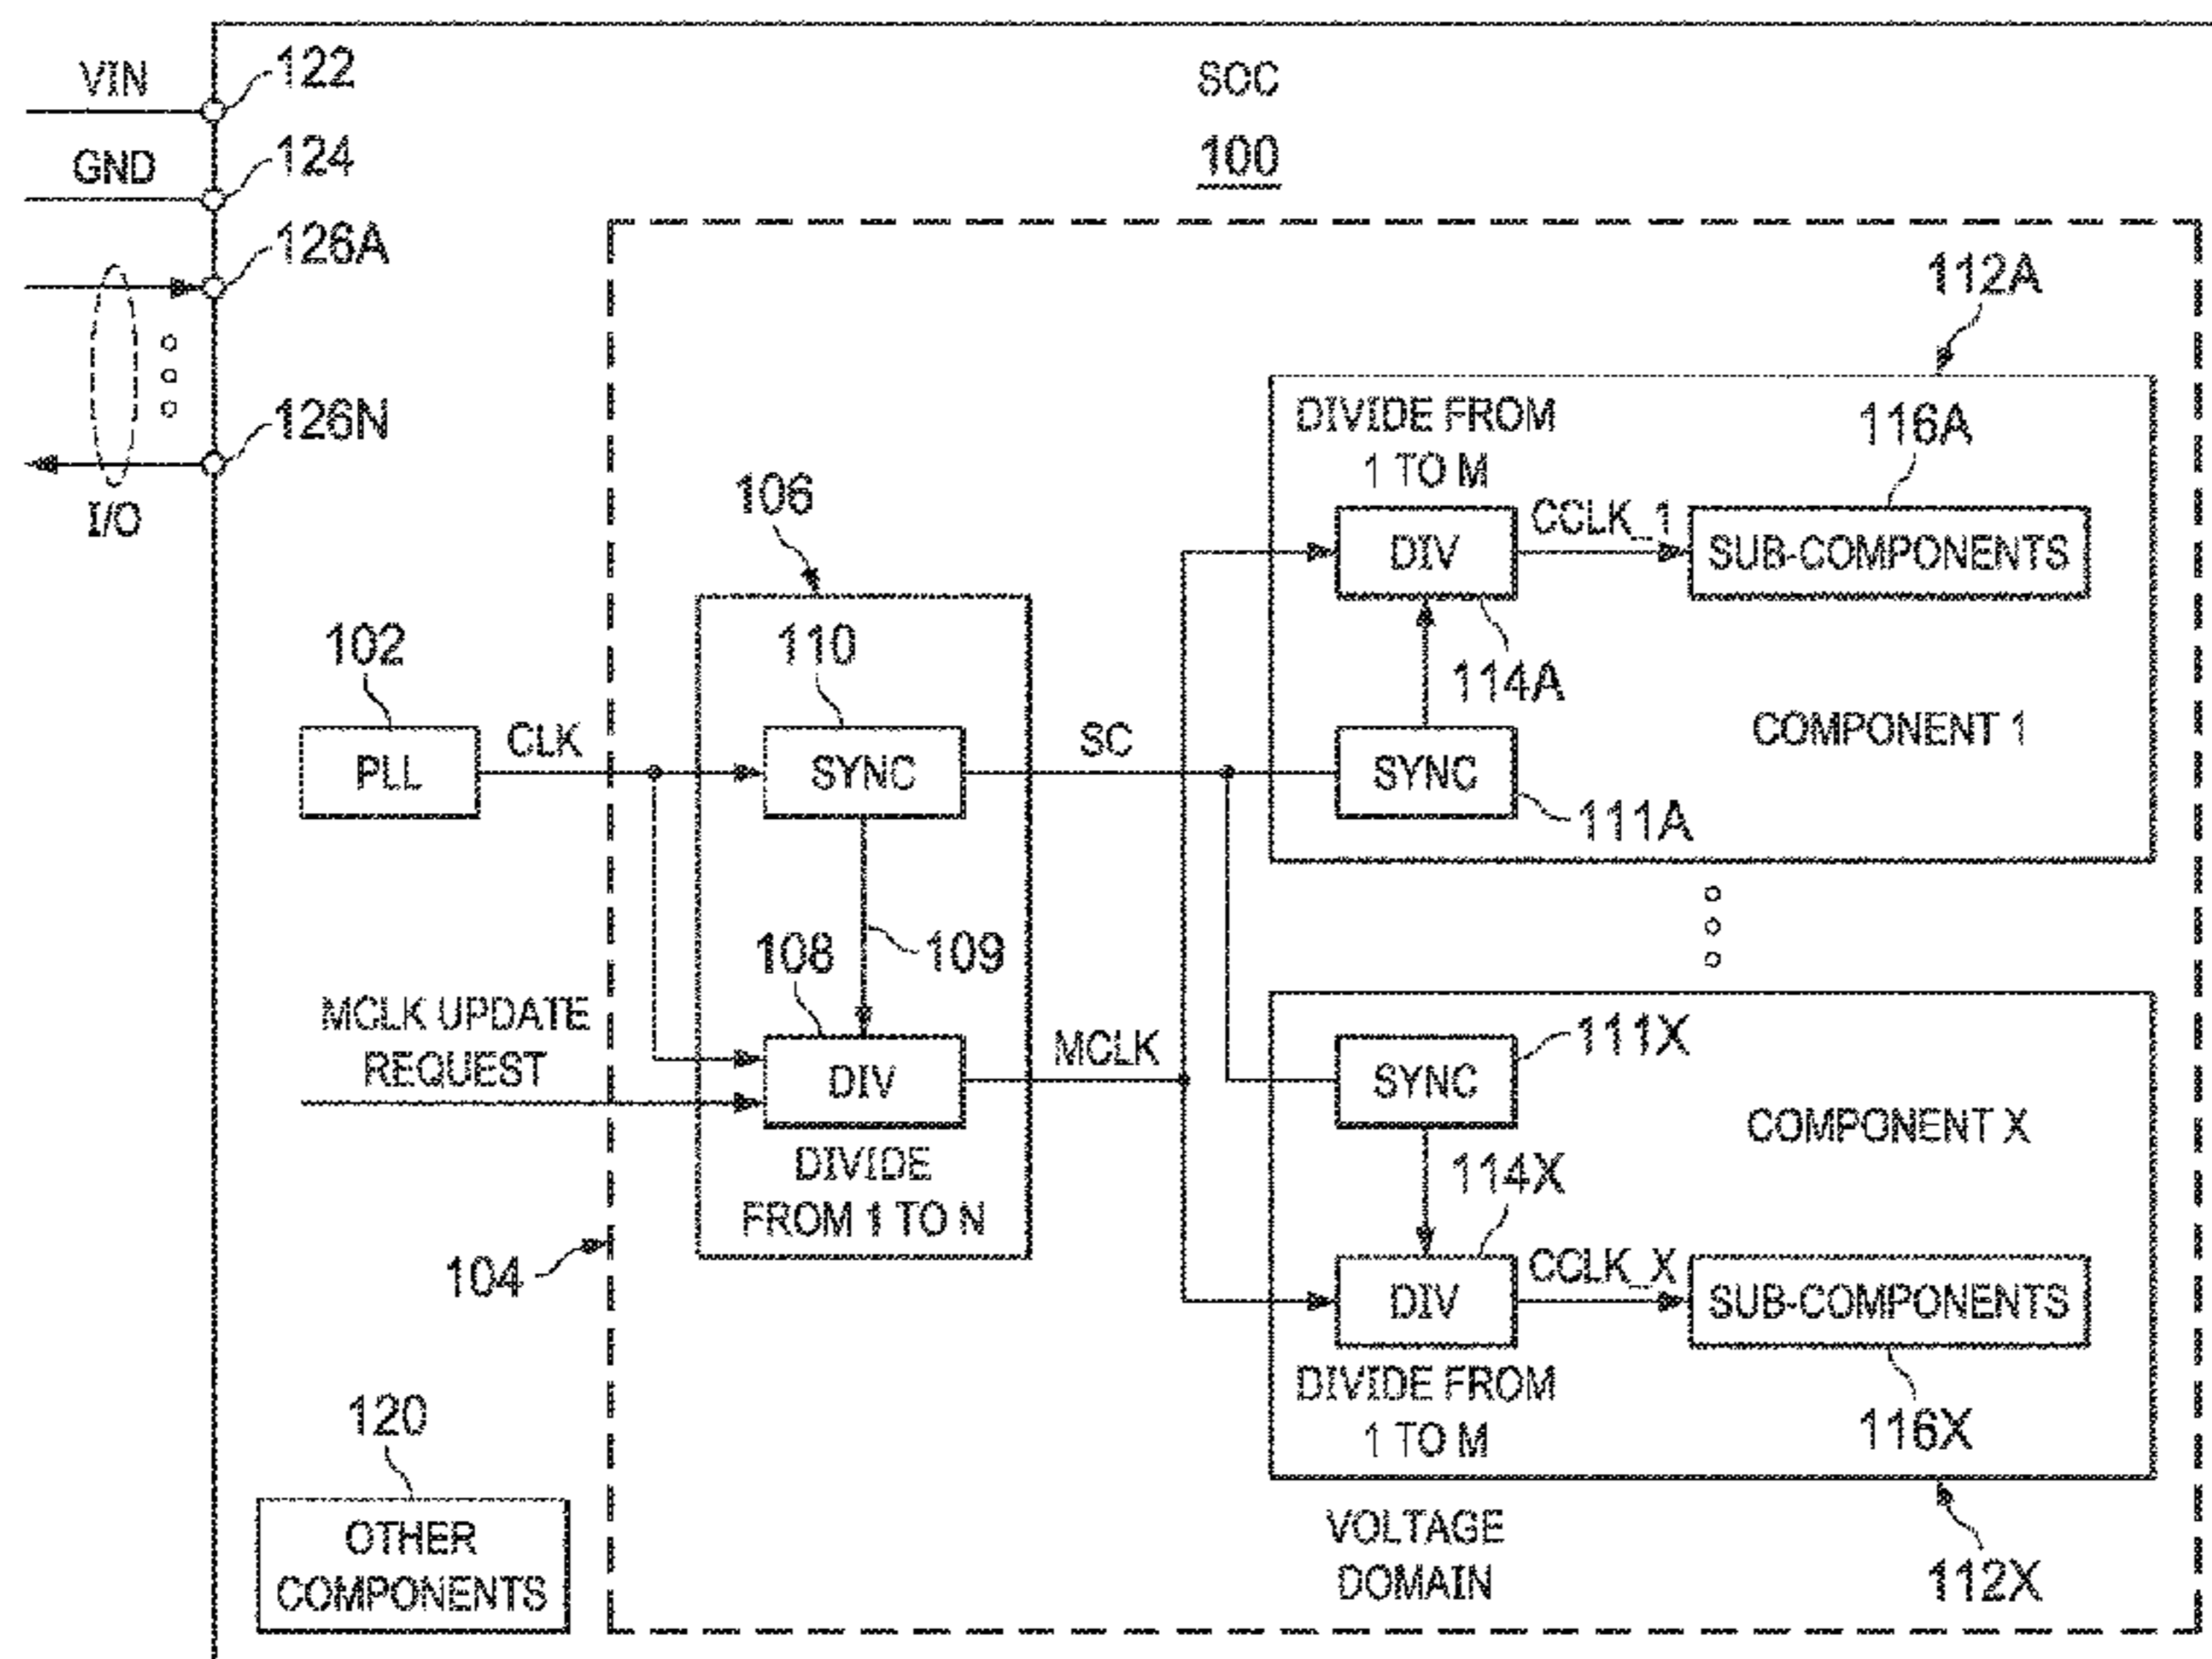 VIN
122
SOC
GND
124
100
126A
112A
126N
I/O
DIVIDE FROM
1 TO M
116A
106
CCLK_1
DIV
SUB-COMPONENTS
102
110
114A
PLL
CLK
SYNC
SC
COMPONENT 1
SYNC
111A
108
109
MCLK UPDATE
REQUEST
DIV
MCLK
DIVIDE
FROM 1 TO N
SYNC
111X
COMPONENT X
114X
104
CCLK_X
DIV
SUB-COMPONENTS
DIVIDE FROM
1 TO M
116X
120
OTHER
COMPONENTS
VOLTAGE
DOMAIN
112X